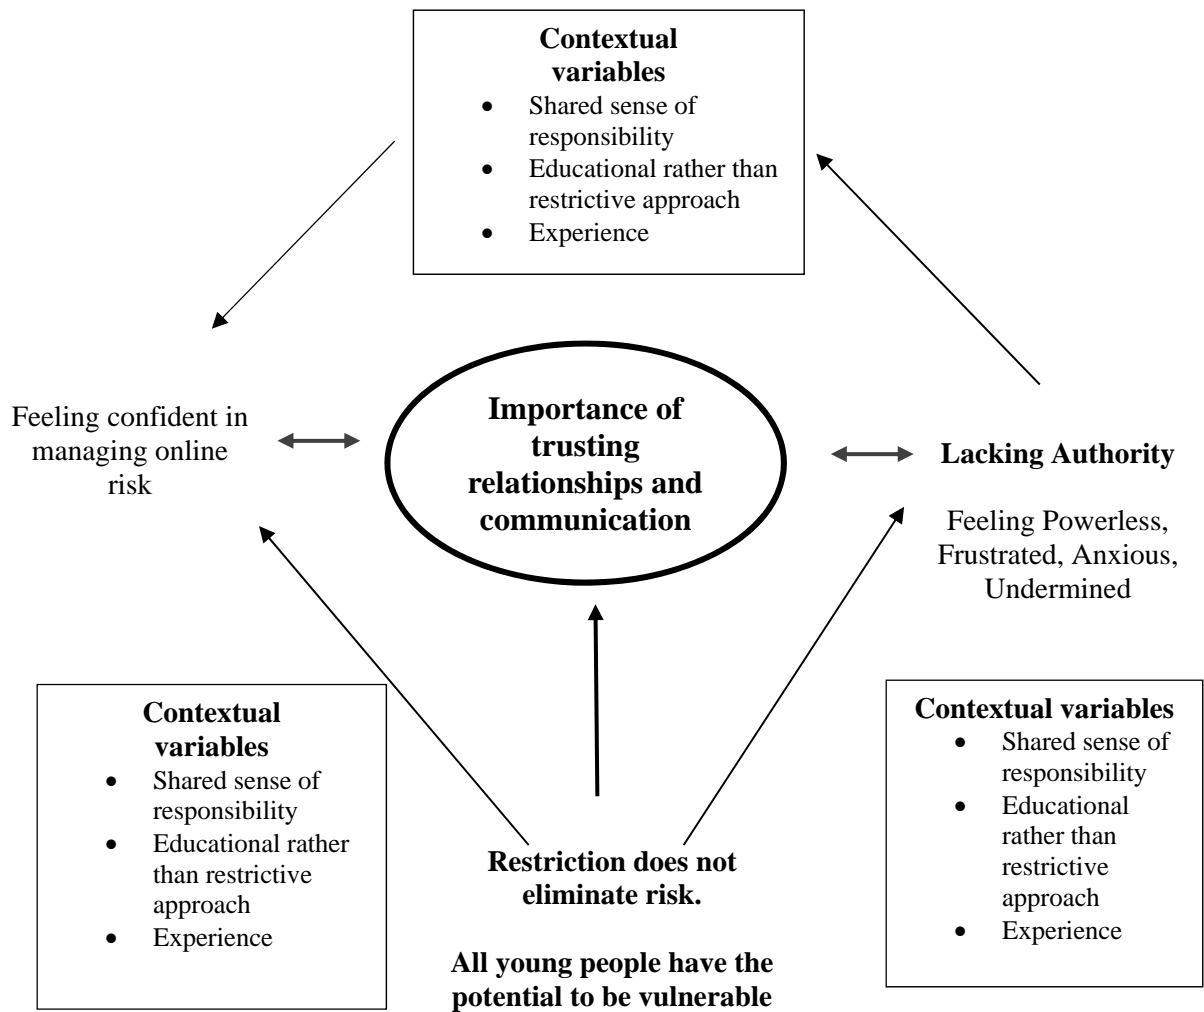 Contextual
variables
• Shared sense of
responsibility
• Educational rather than
restrictive approach
• Experience
Feeling confident in
managing online
risk
Importance of
trusting
relationships and
communication
Lacking Authority
Feeling Powerless,
Frustrated, Anxious,
Undermined
Contextual
variables
• Shared sense of
responsibility
• Educational rather
than restrictive
approach
• Experience
Restriction does not
eliminate risk.
All young people have the
potential to be vulnerable
Contextual variables
• Shared sense of
responsibility
• Educational
rather than
restrictive
approach
• Experience